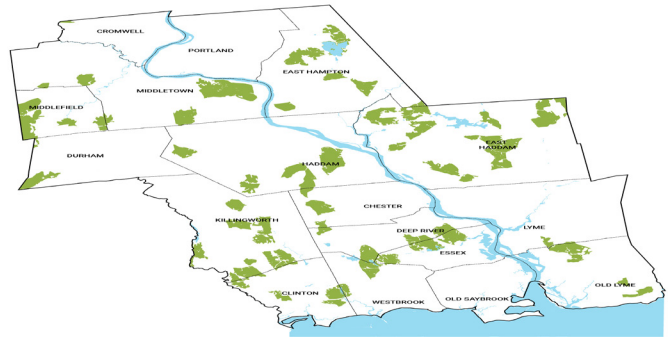 CROMWELL
PORTLAND
EAST HAMPTON
MIDDLETOWN
MIDDLEFIELD
EAST
HADDAM
DURHAM
HADDAM
CHESTER
KILLINGWORTH
LYME
DEEP RIVER
ESSEX
OLD LYME
CLINTON
OLD SAYBROOK
WESTBROOK